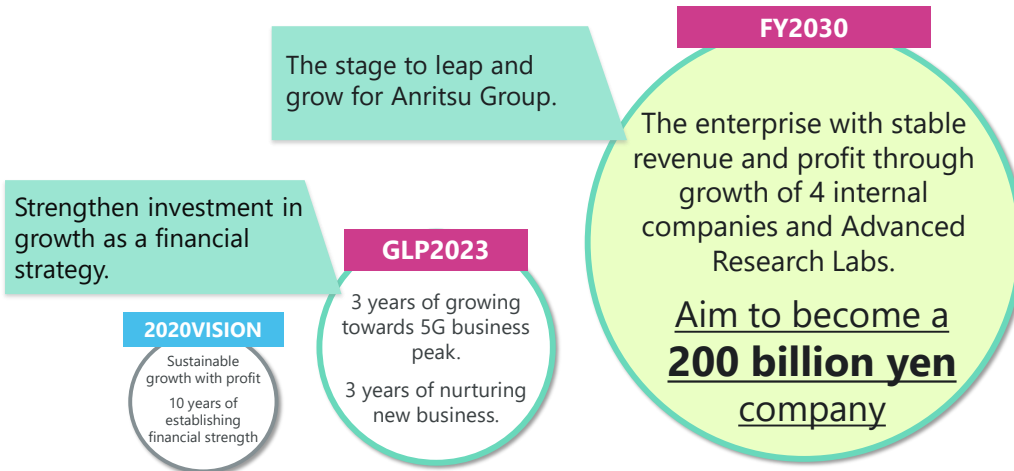 FY2030
The stage to leap and
grow for Anritsu Group.
The enterprise with stable
revenue and profit through
growth of 4 internal
companies and Advanced
Research Labs.
Aim to become a
200 billion yen
company
Strengthen investment in
growth as a financial
strategy.
GLP2023
3 years of growing
towards 5G business
peak.
3 years of nurturing
new business.
2020VISION
Sustainable
growth with profit
10 years of
establishing
financial strength